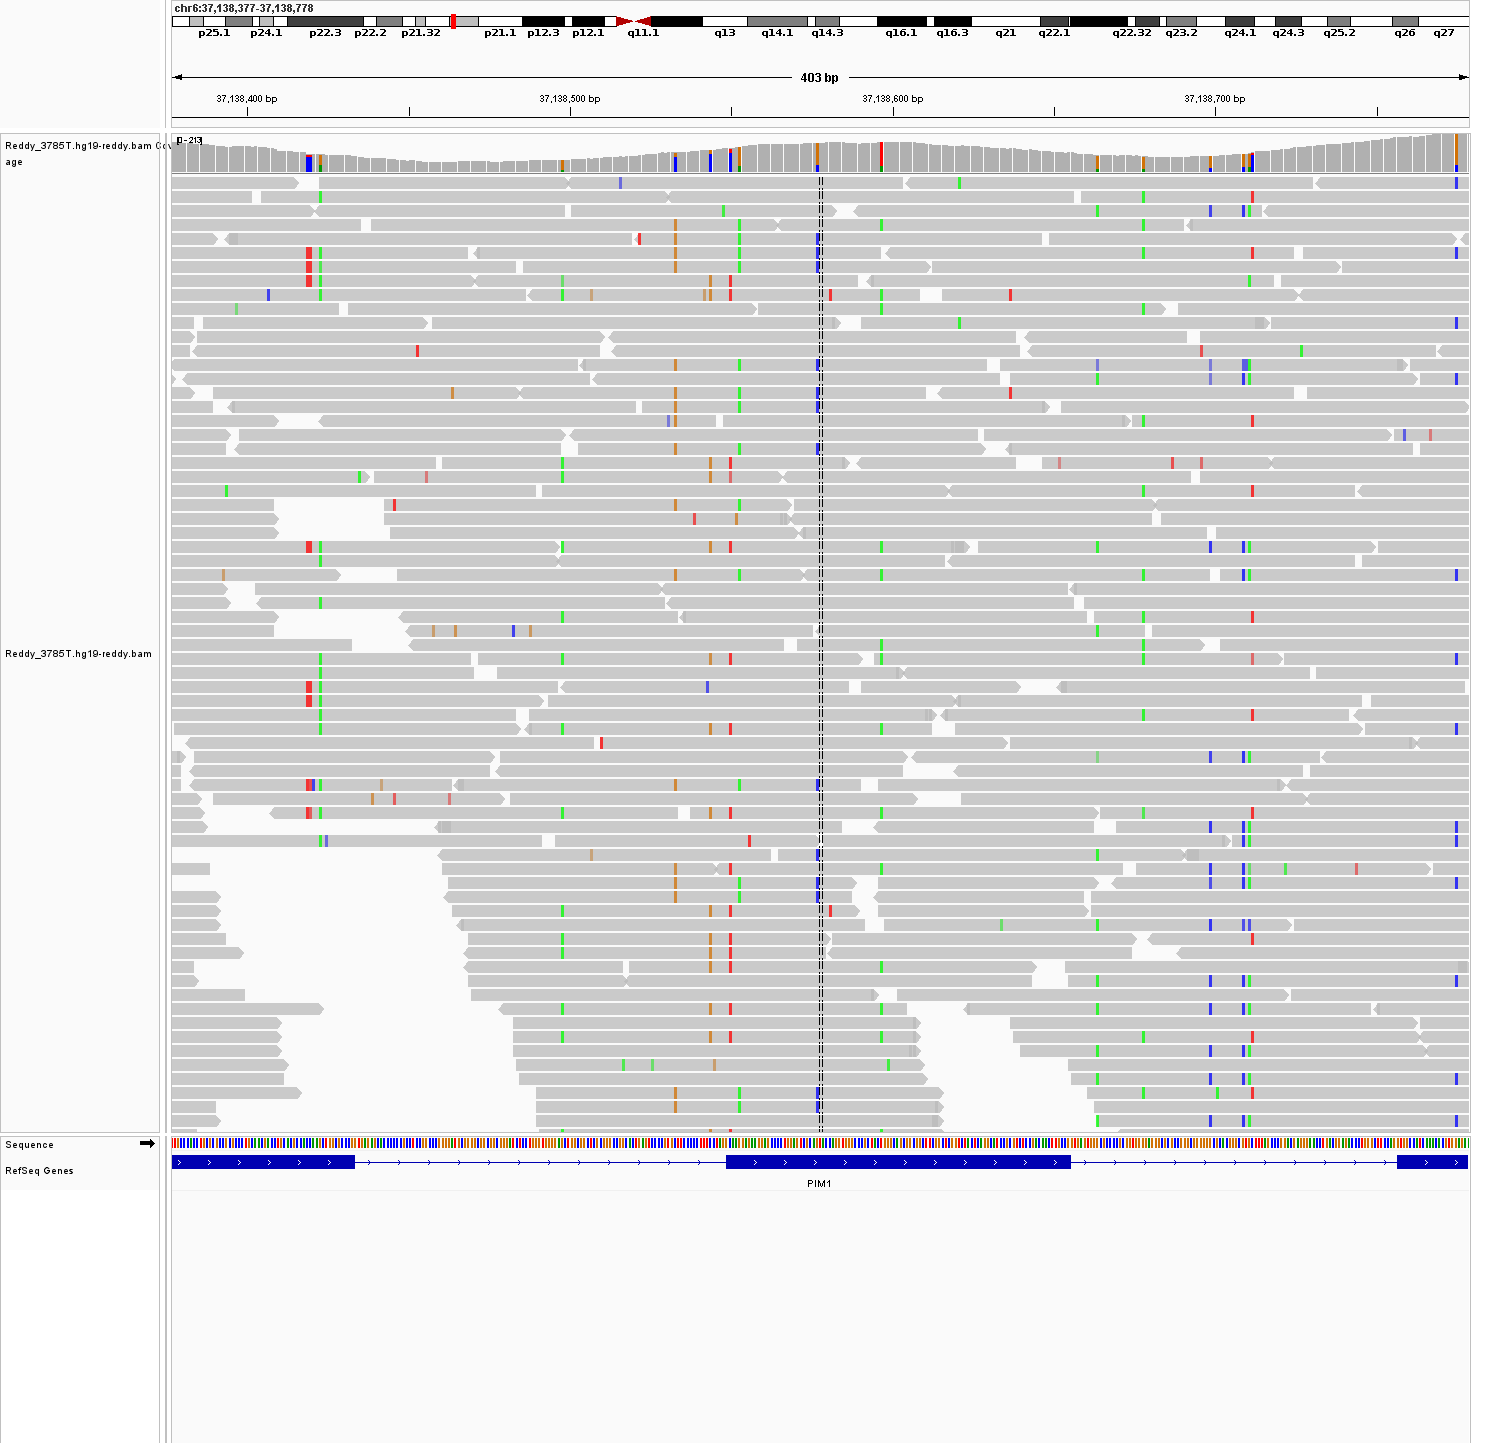 chr6:37,138,377-37,138,778
p25.1 p24.1 p22.3 p22.2 p21.32 p21.1 p12.3 p12.1 q11.1 q13 q14.1 q14.3 q16.1 q16.3 q21 q22.1 q22.32 q23.2 q24.1 q24.3 q25.2 q26 q27
403 bp
37,138,400 bp 37,138,500 bp 37,138,600 bp 37,138,700 bp
Reddy_3785T.hg19-reddy.bam Cov
age
[0-213]
Reddy_3785T.hg19-reddy.bam
Sequence
RefSeq Genes
PIM1